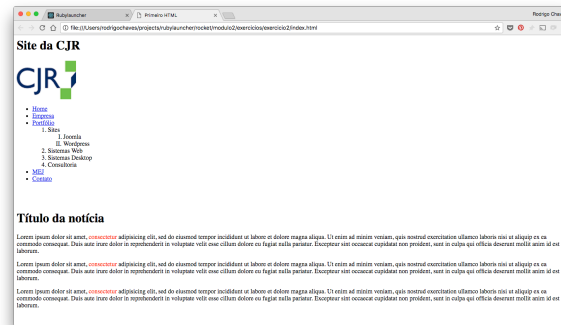 Rubylauncher
Primeiro HTML
Rodrigo Chav
file:///Users/rodrigochaves/projects/rubylauncher/rocket/modulo2/exercicios/exercicio2/index.html
Site da CJR
CJR
Home
Empresa
Portfólio
1. Sites
I. Joomla
II. Wordpress
2. Sistemas Web
3. Sistemas Desktop
4. Consultoria
MEJ
Contato
Título da notícia
Lorem ipsum dolor sit amet, consectetur adipisicing elit, sed do eiusmod tempor incididunt ut labore et dolore magna aliqua. Ut enim ad minim veniam, quis nostrud exercitation ullamco laboris nisi ut aliquip ex ea
commodo consequat. Duis aute irure dolor in reprehenderit in voluptate velit esse cillum dolore eu fugiat nulla pariatur. Excepteur sint occaecat cupidatat non proident, sunt in culpa qui officia deserunt mollit anim id est
laborum.
Lorem ipsum dolor sit amet, consectetur adipisicing elit, sed do eiusmod tempor incididunt ut labore et dolore magna aliqua. Ut enim ad minim veniam, quis nostrud exercitation ullamco laboris nisi ut aliquip ex ea
commodo consequat. Duis aute irure dolor in reprehenderit in voluptate velit esse cillum dolore eu fugiat nulla pariatur. Excepteur sint occaecat cupidatat non proident, sunt in culpa qui officia deserunt mollit anim id est
laborum.
Lorem ipsum dolor sit amet, consectetur adipisicing elit, sed do eiusmod tempor incididunt ut labore et dolore magna aliqua. Ut enim ad minim veniam, quis nostrud exercitation ullamco laboris nisi ut aliquip ex ea
commodo consequat. Duis aute irure dolor in reprehenderit in voluptate velit esse cillum dolore eu fugiat nulla pariatur. Excepteur sint occaecat cupidatat non proident, sunt in culpa qui officia deserunt mollit anim id est
laborum.